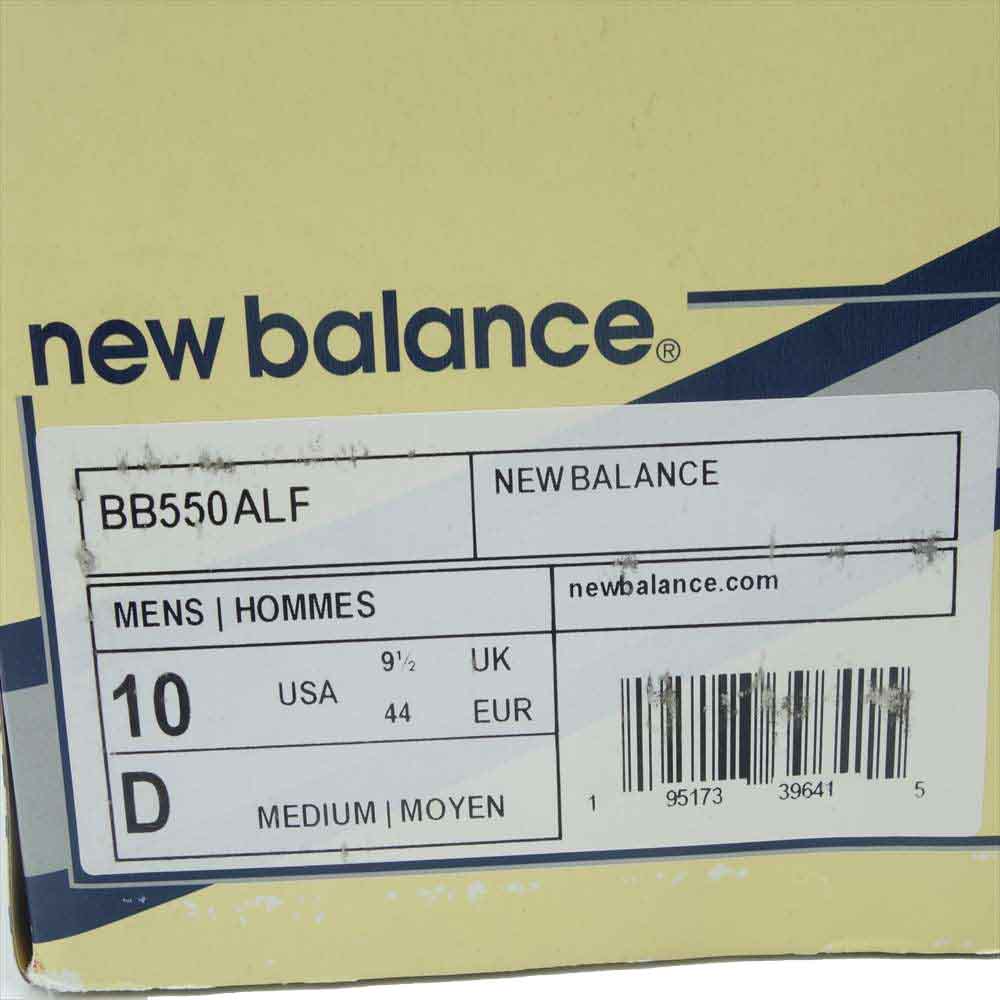 new balance®
BB550ALF
NEW BALANCE
MENS | HOMMES
newbalance.com
10 USA 9½ UK
44 EUR
D MEDIUM | MOYEN
1 95173 39641 5